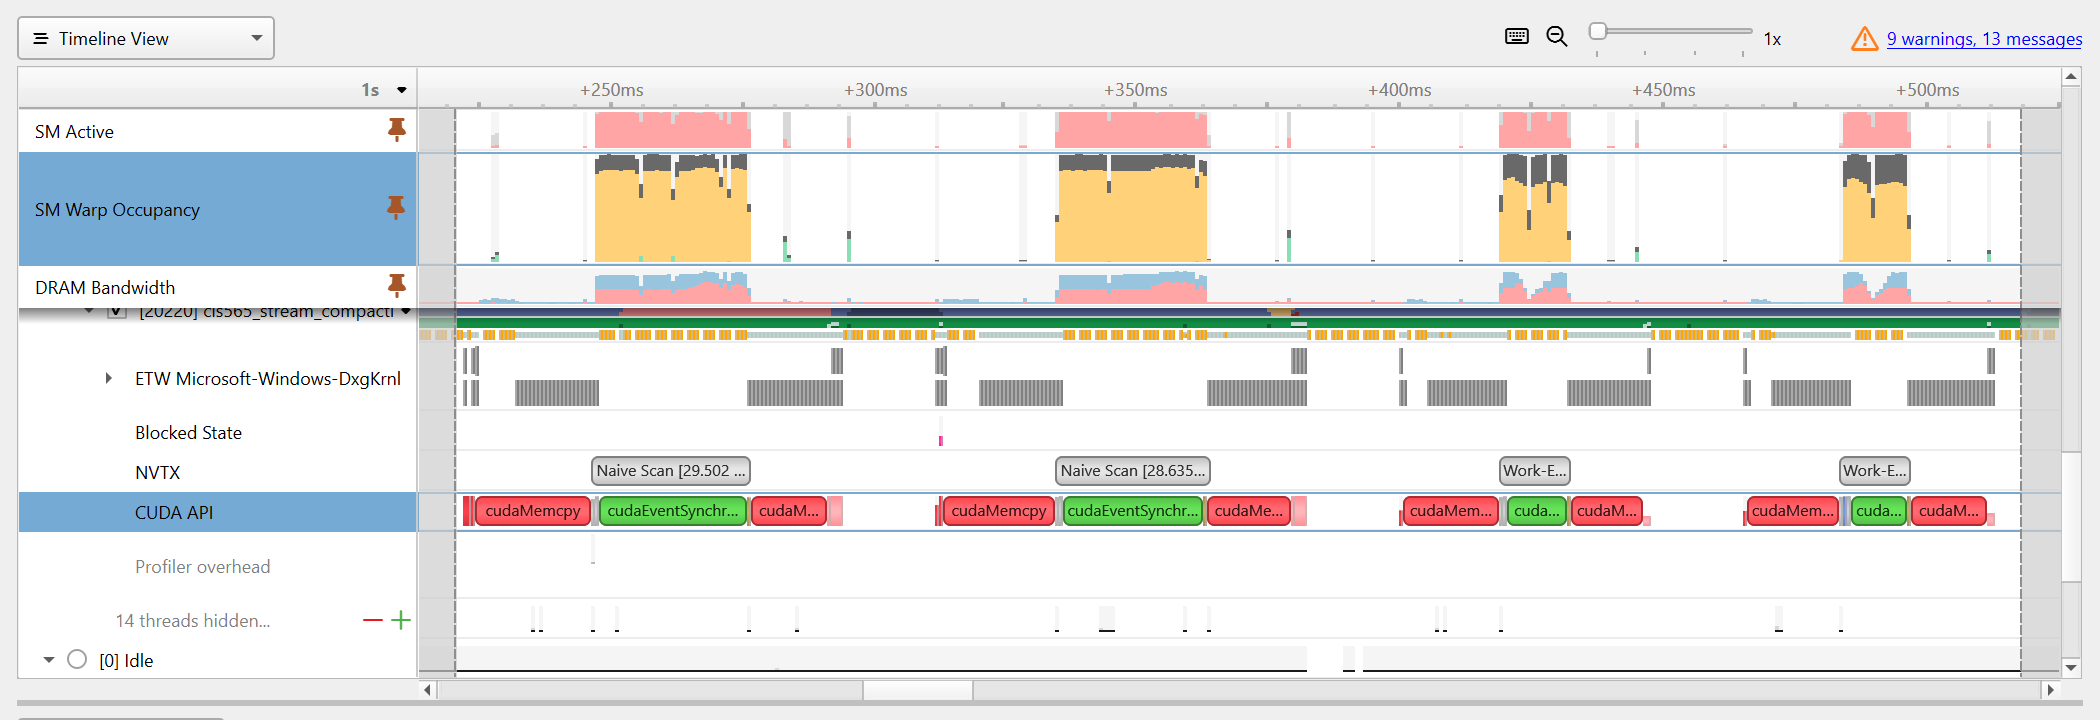 Timeline View
1x
9 warnings, 13 messages
1s
+250ms +300ms +350ms +400ms +450ms +500ms
SM Active
SM Warp Occupancy
DRAM Bandwidth
[20220] cis565_stream_compacti
ETW Microsoft-Windows-DxgKrnl
Blocked State
NVTX
Naive Scan [29.502 ... Naive Scan [28.635... Work-E... Work-E...
CUDA API
cudaMemcpy cudaEventSynchr... cudaM... cudaMemcpy cudaEventSynchr... cudaMe... cudaMem... cuda... cudaM... cudaMem... cuda... cudaM...
Profiler overhead
14 threads hidden...
[0] Idle